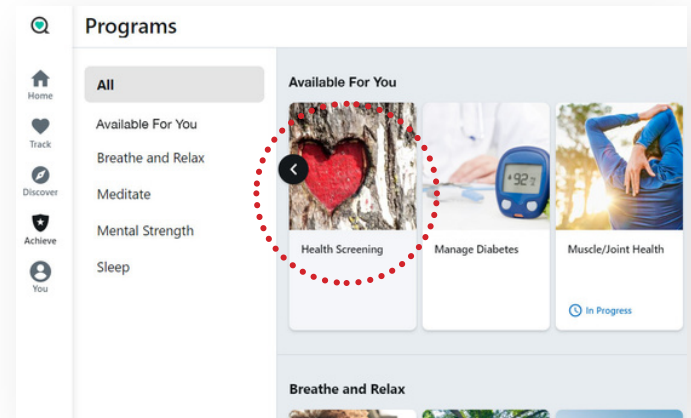 Programs
Home
Track
Discover
Achieve
You
All
Available For You
Breathe and Relax
Meditate
Mental Strength
Sleep
Available For You
Health Screening
Manage Diabetes
92
Muscle/Joint Health
In Progress
Breathe and Relax